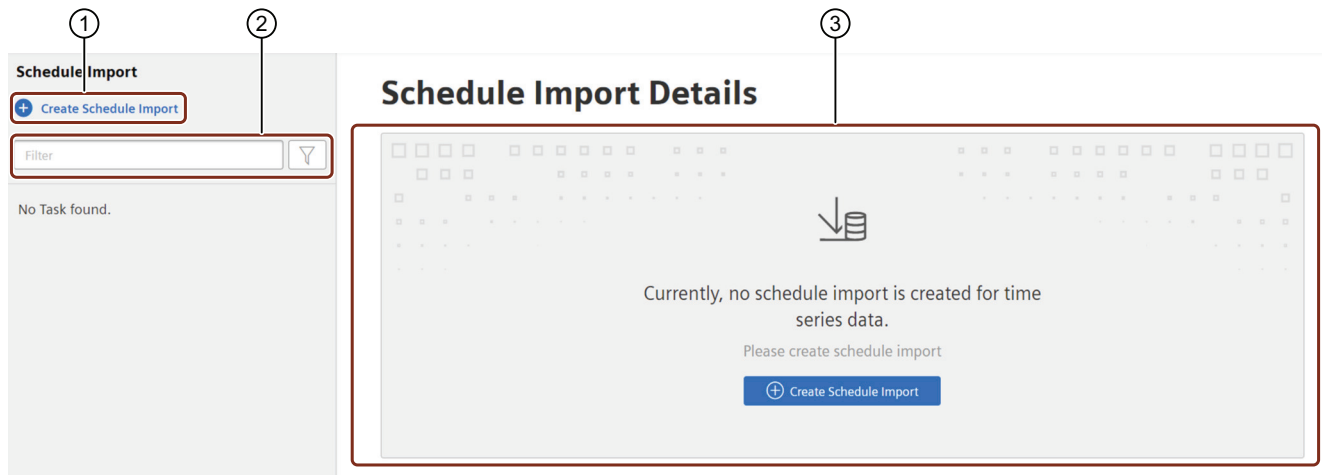 1
2
3
Schedule Import
Create Schedule Import
Filter
No Task found.
Schedule Import Details
Currently, no schedule import is created for time
series data.
Please create schedule import
Create Schedule Import